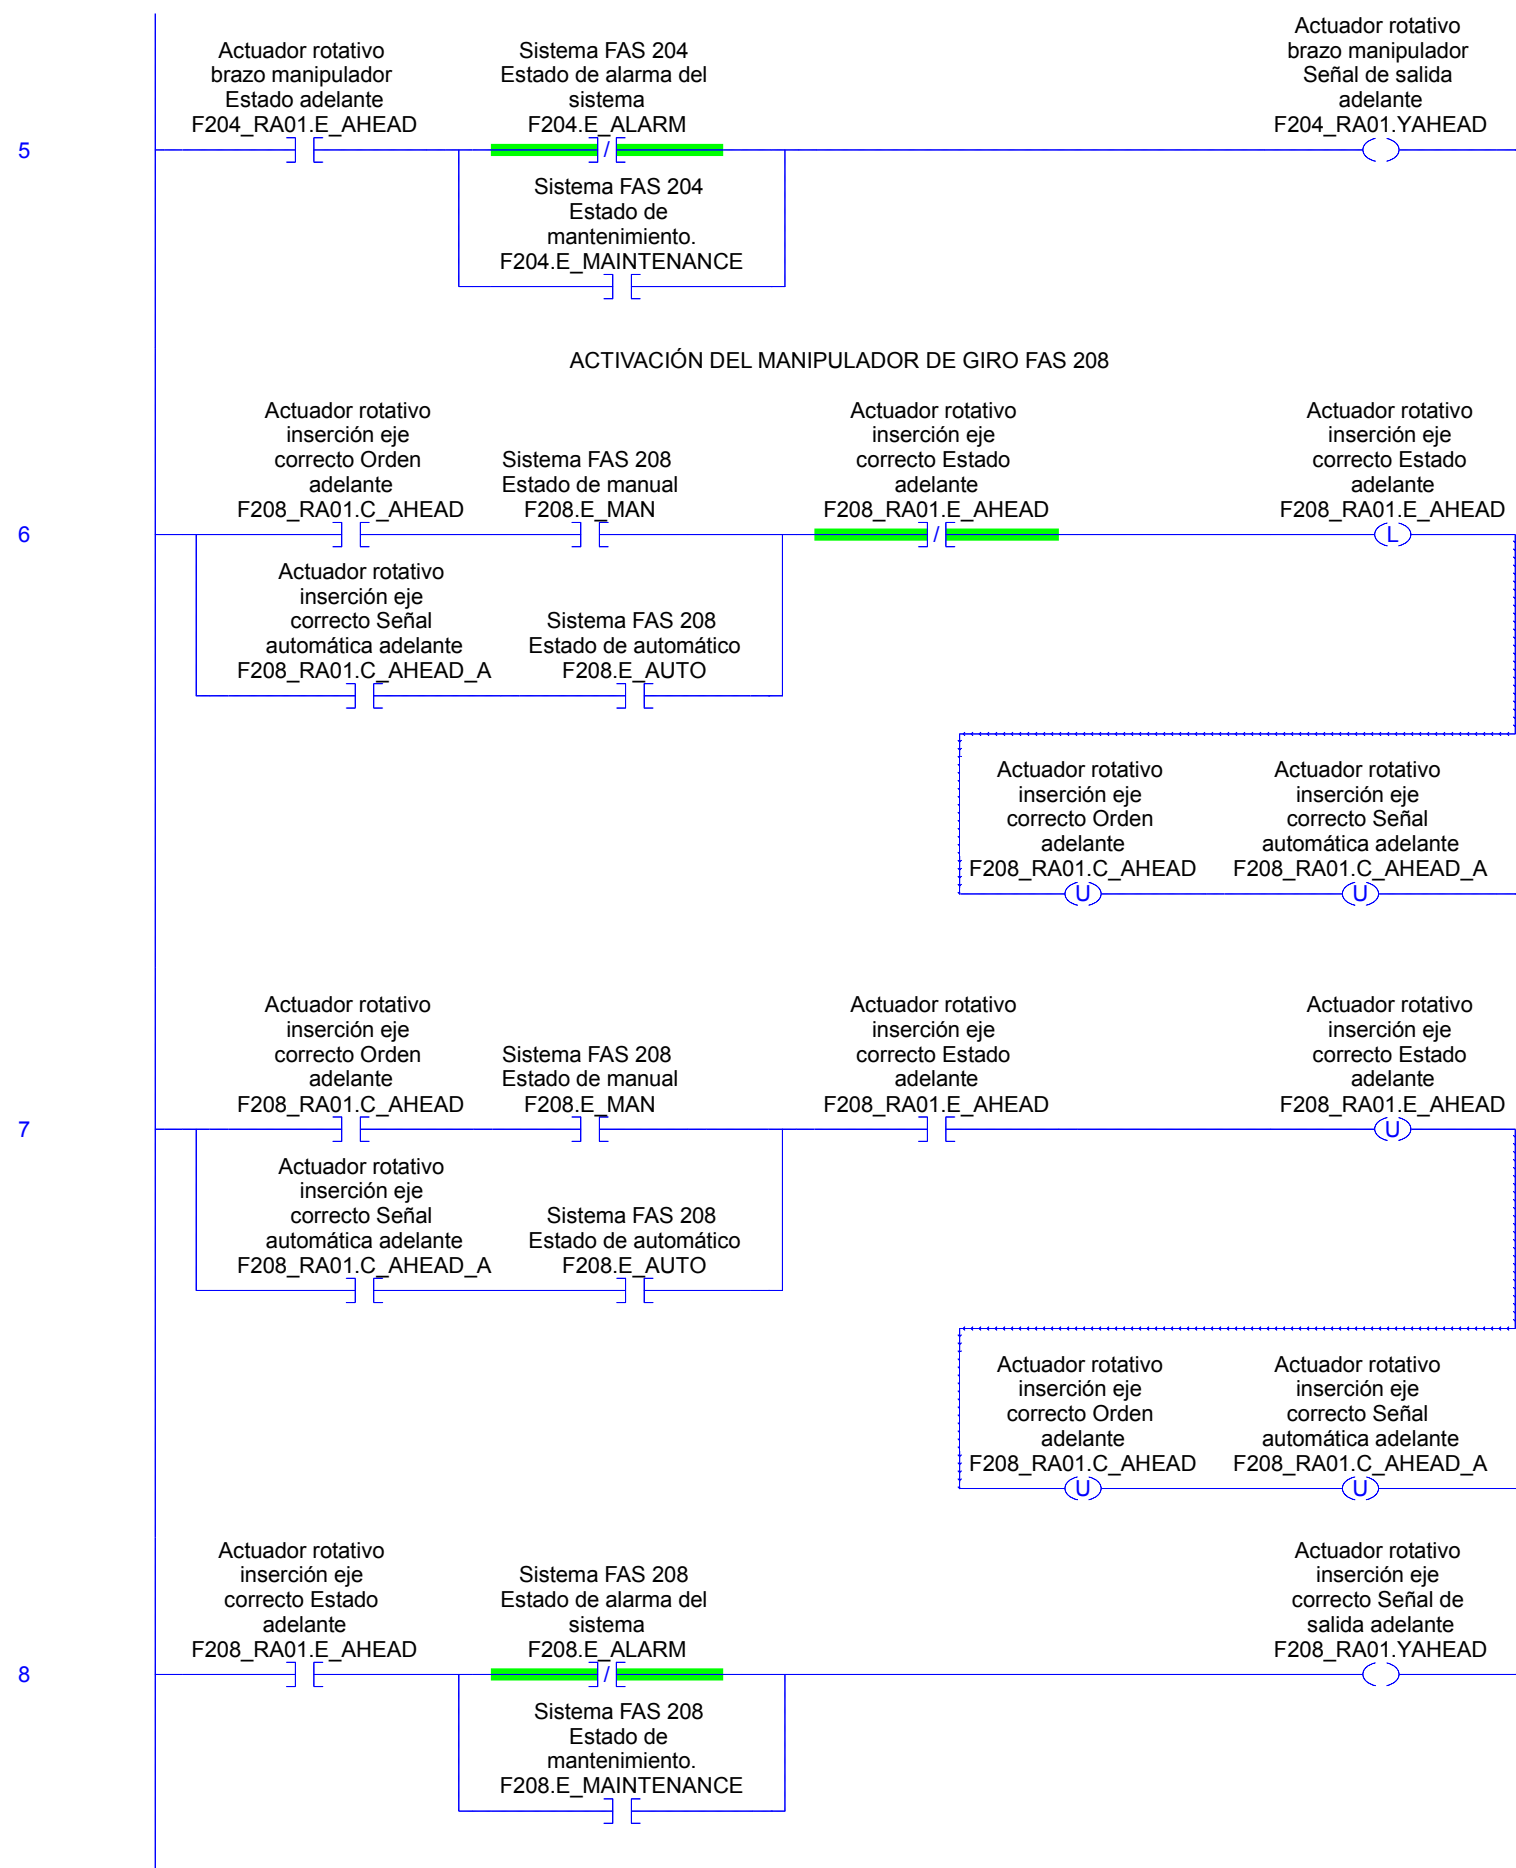 Actuador rotativo
brazo manipulador
Estado adelante
F204_RA01.E_AHEAD
Sistema FAS 204
Estado de alarma del
sistema
F204.E_ALARM
Actuador rotativo
brazo manipulador
Señal de salida
adelante
F204_RA01.YAHEAD
5
/
Sistema FAS 204
Estado de
mantenimiento.
F204.E_MAINTENANCE
ACTIVACIÓN DEL MANIPULADOR DE GIRO FAS 208
Actuador rotativo
inserción eje
correcto Orden
adelante
F208_RA01.C_AHEAD
Sistema FAS 208
Estado de manual
F208.E_MAN
Actuador rotativo
inserción eje
correcto Estado
adelante
F208_RA01.E_AHEAD
Actuador rotativo
inserción eje
correcto Estado
adelante
F208_RA01.E_AHEAD
6
/
L
Actuador rotativo
inserción eje
correcto Señal
automática adelante
F208_RA01.C_AHEAD_A
Sistema FAS 208
Estado de automático
F208.E_AUTO
Actuador rotativo
inserción eje
correcto Orden
adelante
F208_RA01.C_AHEAD
U
Actuador rotativo
inserción eje
correcto Señal
automática adelante
F208_RA01.C_AHEAD_A
U
Actuador rotativo
inserción eje
correcto Orden
adelante
F208_RA01.C_AHEAD
Sistema FAS 208
Estado de manual
F208.E_MAN
Actuador rotativo
inserción eje
correcto Estado
adelante
F208_RA01.E_AHEAD
Actuador rotativo
inserción eje
correcto Estado
adelante
F208_RA01.E_AHEAD
7
U
Actuador rotativo
inserción eje
correcto Señal
automática adelante
F208_RA01.C_AHEAD_A
Sistema FAS 208
Estado de automático
F208.E_AUTO
Actuador rotativo
inserción eje
correcto Orden
adelante
F208_RA01.C_AHEAD
U
Actuador rotativo
inserción eje
correcto Señal
automática adelante
F208_RA01.C_AHEAD_A
U
Actuador rotativo
inserción eje
correcto Estado
adelante
F208_RA01.E_AHEAD
Sistema FAS 208
Estado de alarma del
sistema
F208.E_ALARM
Actuador rotativo
inserción eje
correcto Señal de
salida adelante
F208_RA01.YAHEAD
8
/
Sistema FAS 208
Estado de
mantenimiento.
F208.E_MAINTENANCE